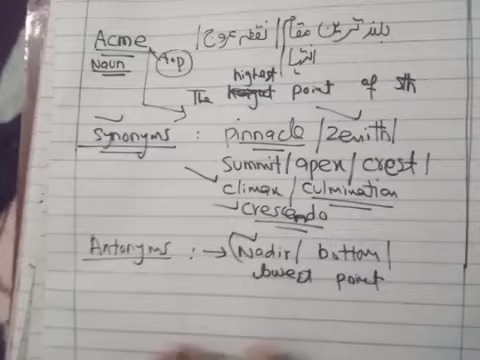 Acme /نقطہ عروج/ بلند ترین مقام
Noun Top انتہا
highest
The point of sth
Synonyms : Pinnacle/Zenith/
Summit/apex/crest/
climax/Culmination
crescendo
Antonyms : → Nadir/ bottom/
lowest point